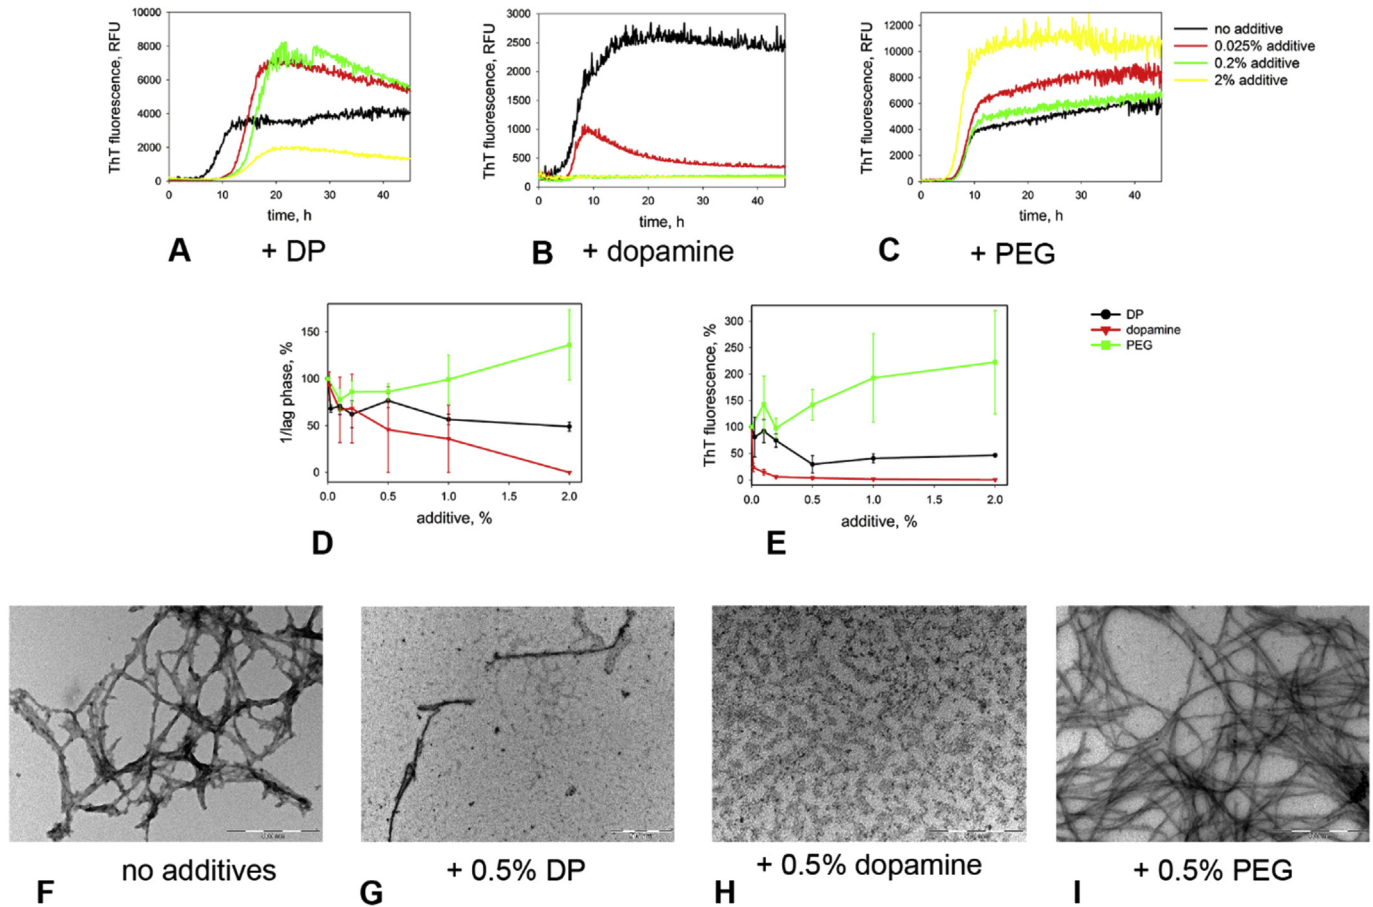 ThT fluorescence, RFU
8000
6000
4000
2000
0
0 10 20 30 40
time, h
A + DP
ThT fluorescence, RFU
3000
2500
2000
1500
1000
500
0
0 10 20 30 40
time, h
B + dopamine
ThT fluorescence, RFU
12000
10000
8000
6000
4000
2000
0
0 10 20 30 40
time, h
C + PEG
no additive
0.025% additive
0.2% additive
2% additive
1/lag phase, %
150
100
50
0
0.0 0.5 1.0 1.5 2.0
additive, %
D
ThT fluorescence, %
300
250
200
150
100
50
0
0.0 0.5 1.0 1.5 2.0
additive, %
E
DP
dopamine
PEG
F no additives
G + 0.5% DP
H + 0.5% dopamine
I + 0.5% PEG